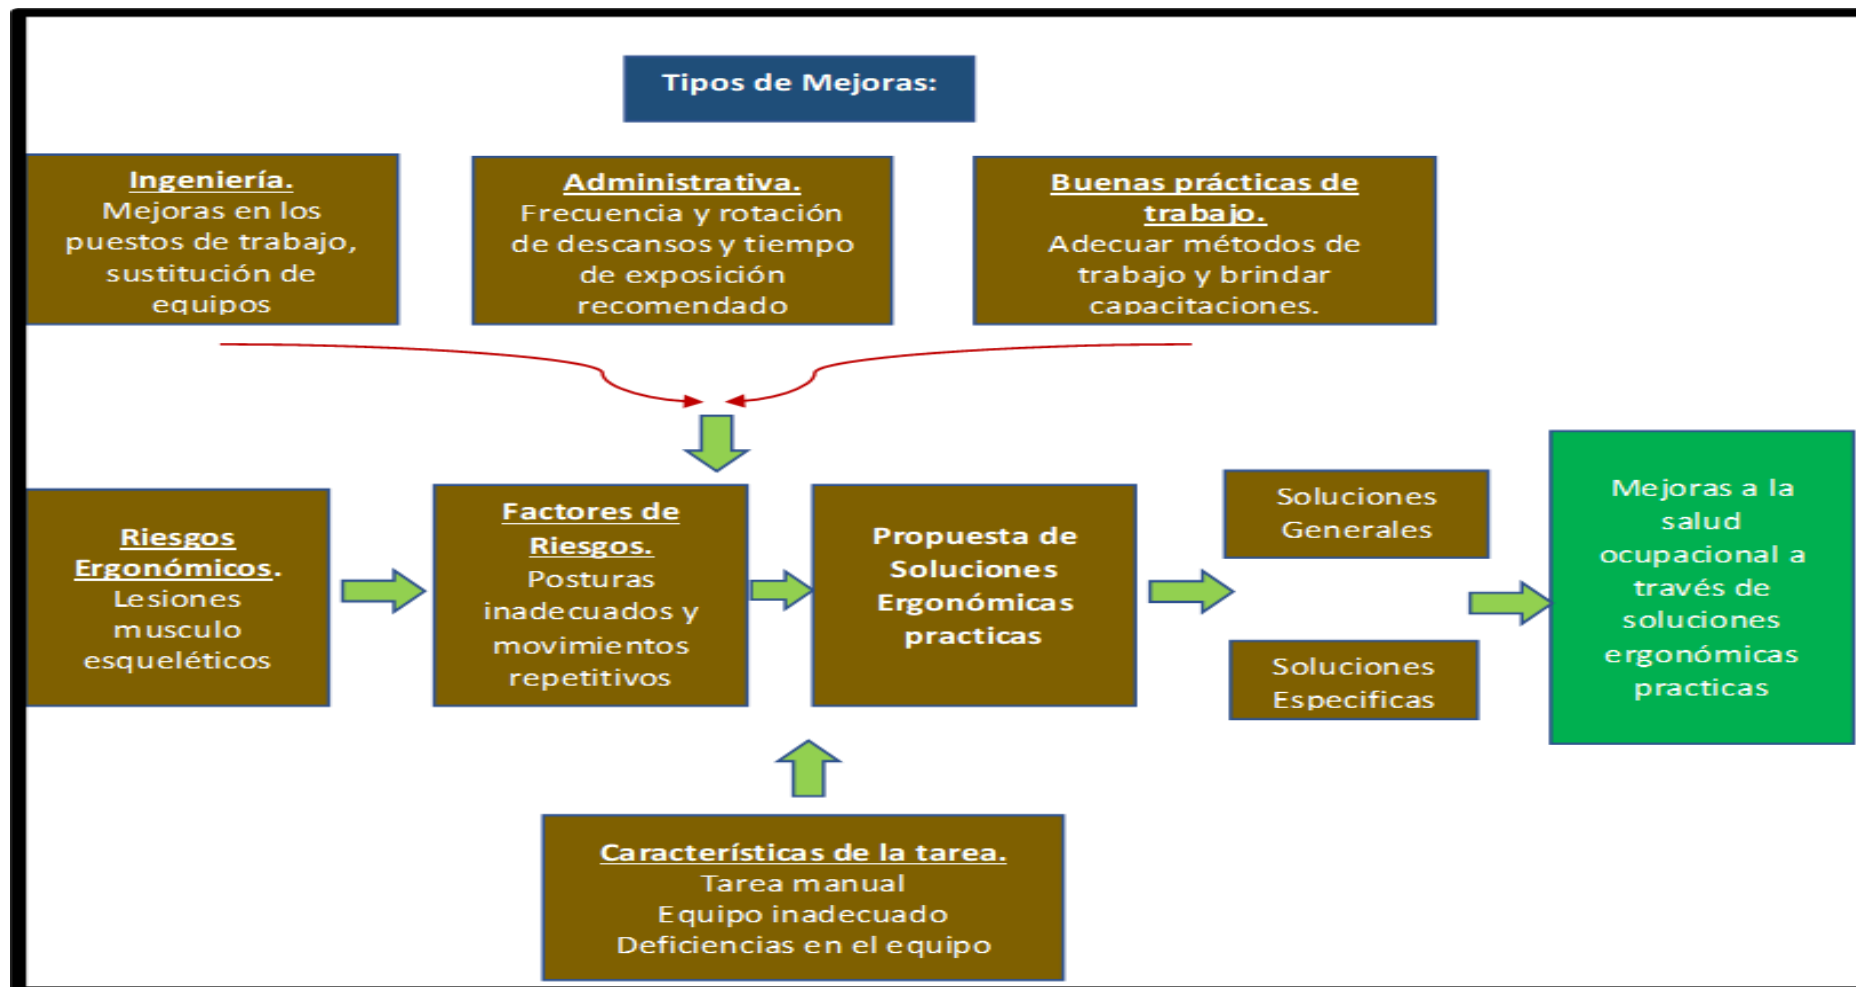 Tipos de Mejoras:
Ingeniería.
Mejoras en los
puestos de trabajo,
sustitución de
equipos
Administrativa.
Frecuencia y rotación
de descansos y tiempo
de exposición
recomendado
Buenas prácticas de
trabajo.
Adecuar métodos de
trabajo y brindar
capacitaciones.
Riesgos
Ergonómicos.
Lesiones
musculo
esqueléticos
Factores de
Riesgos.
Posturas
inadecuados y
movimientos
repetitivos
Propuesta de
Soluciones
Ergonómicas
practicas
Soluciones
Generales
Soluciones
Especificas
Mejoras a la
salud
ocupacional a
través de
soluciones
ergonómicas
practicas
Características de la tarea.
Tarea manual
Equipo inadecuado
Deficiencias en el equipo